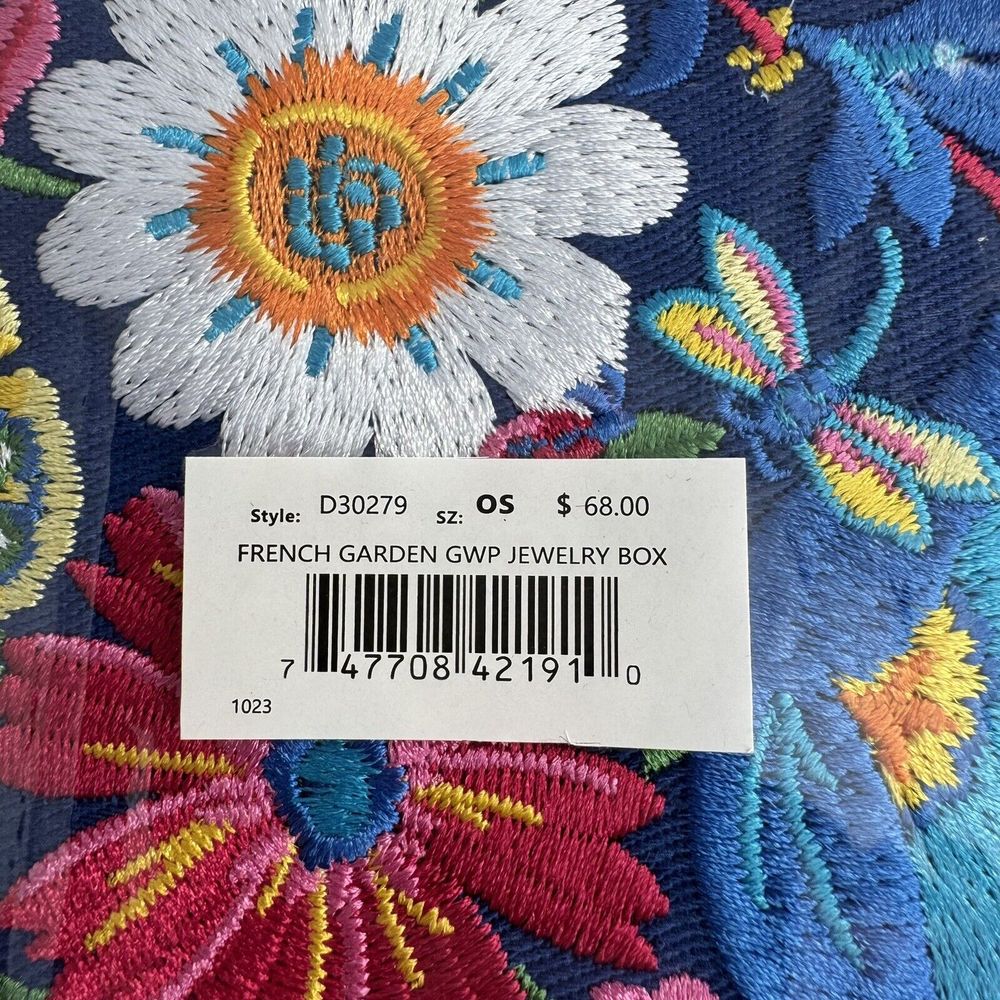 Style: D30279 SZ: OS $ 68.00
FRENCH GARDEN GWP JEWELRY BOX
7 47708 42191 0
1023